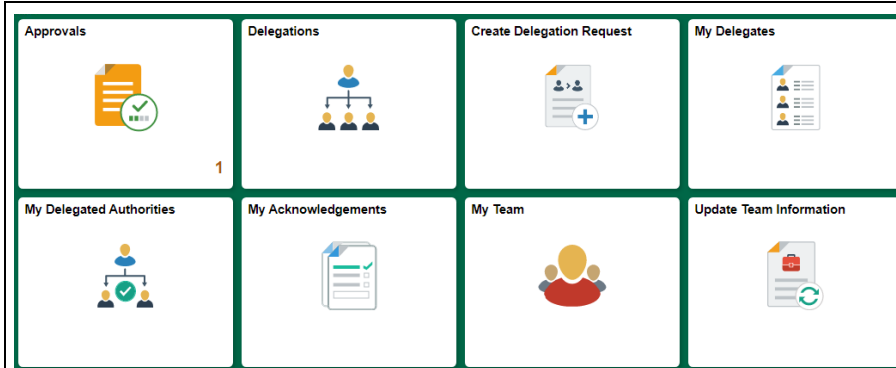 Approvals
Delegations
Create Delegation Request
My Delegates
1
My Delegated Authorities
My Acknowledgements
My Team
Update Team Information